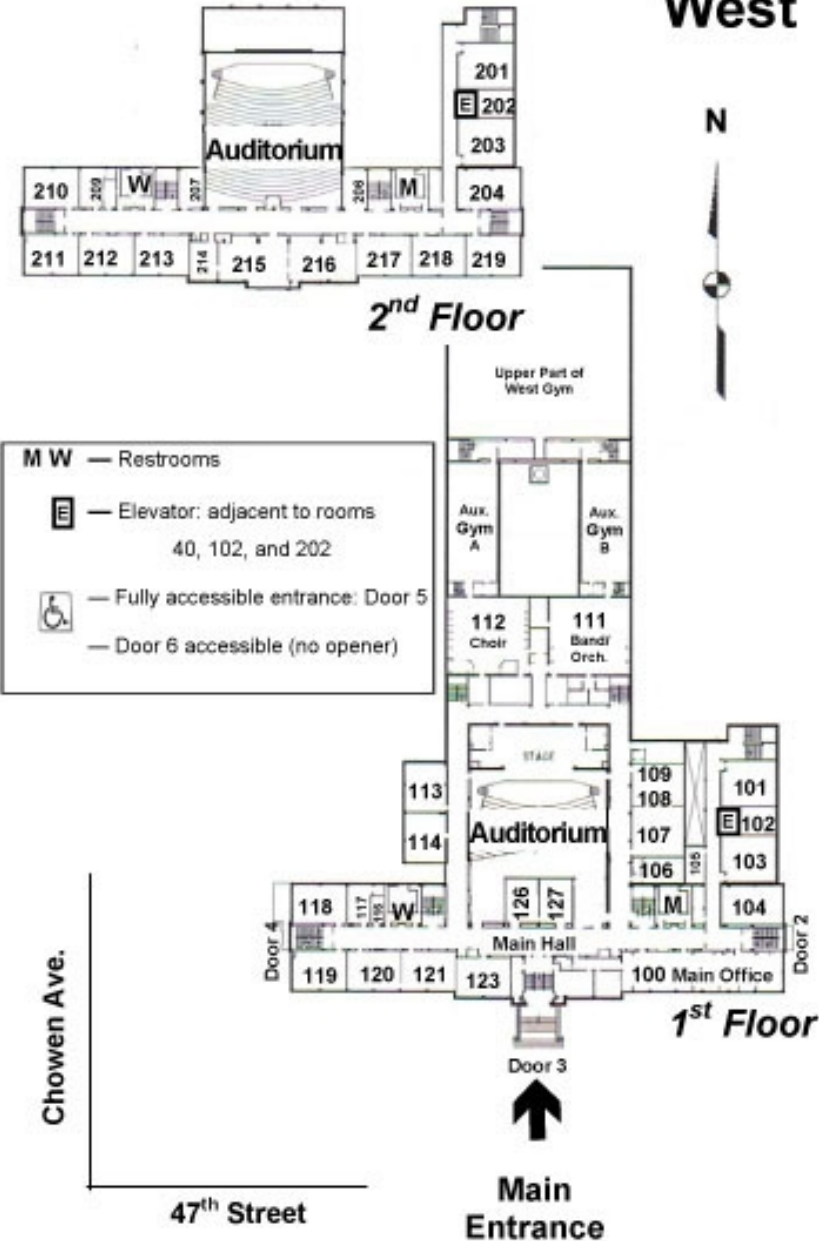 West
N
201
E 202
203
Auditorium
210
209
W
207
208
M
204
211
212
213
214
215
216
217
218
219
2nd Floor
Upper Part of
West Gym
M W — Restrooms
E — Elevator: adjacent to rooms
40, 102, and 202
— Fully accessible entrance: Door 5
— Door 6 accessible (no opener)
Aux.
Gym
A
Aux.
Gym
B
112
Choir
111
Band/
Orch.
STAGE
109
108
107
106
105
101
E 102
103
113
114
Auditorium
126
127
118
117
116
W
M
104
Door 4
Main Hall
Door 2
119
120
121
123
100 Main Office
1st Floor
Door 3
Chowen Ave.
47th Street
Main
Entrance